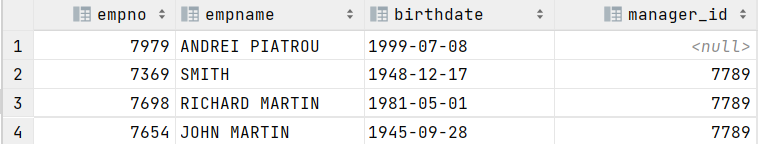 empno empname birthdate manager_id
1 7979 ANDREI PIATROU 1999-07-08 <null>
2 7369 SMITH 1948-12-17 7789
3 7698 RICHARD MARTIN 1981-05-01 7789
4 7654 JOHN MARTIN 1945-09-28 7789